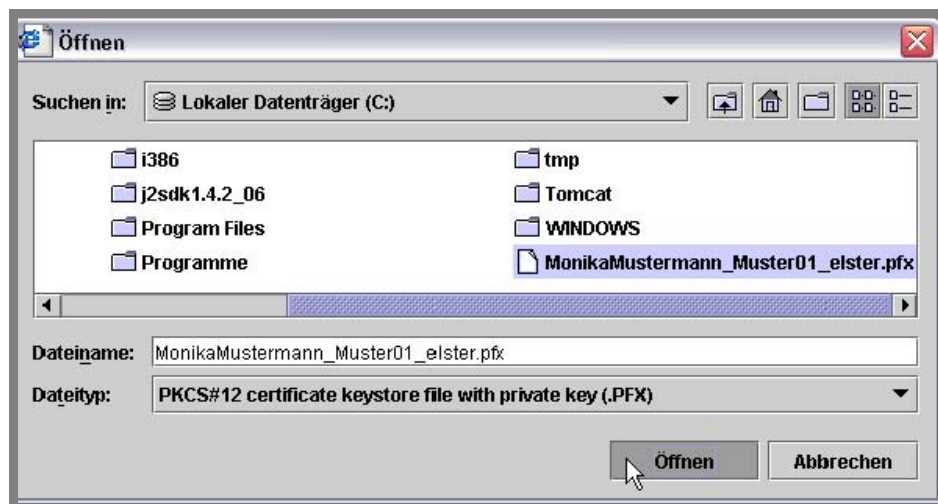 Öffnen
Suchen in: Lokaler Datenträger (C:)
i386 tmp
j2sdk1.4.2_06 Tomcat
Program Files WINDOWS
Programme MonikaMustermann_Muster01_elster.pfx
Dateiname: MonikaMustermann_Muster01_elster.pfx
Dateityp: PKCS#12 certificate keystore file with private key (.PFX)
Öffnen Abbrechen